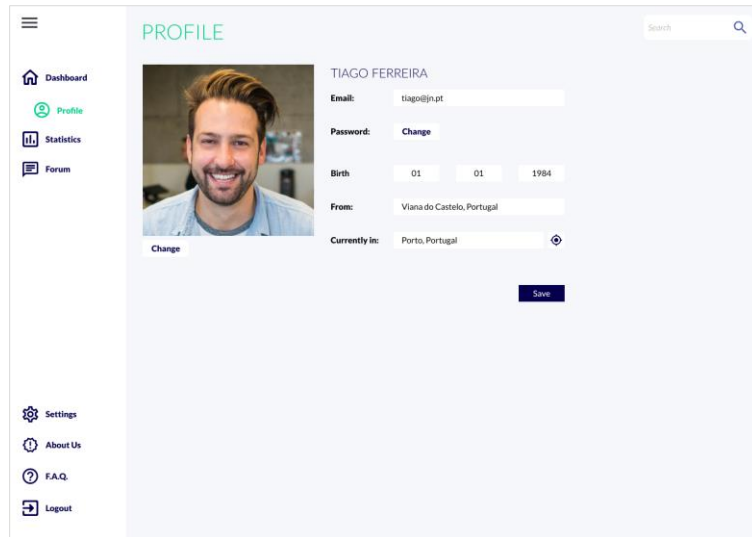 PROFILE
Search
Dashboard
Profile
Statistics
Forum
TIAGO FERREIRA
Email: tiago@jn.pt
Password: Change
Birth 01 01 1984
From: Viana do Castelo, Portugal
Currently in: Porto, Portugal
Change
Save
Settings
About Us
F.A.Q.
Logout